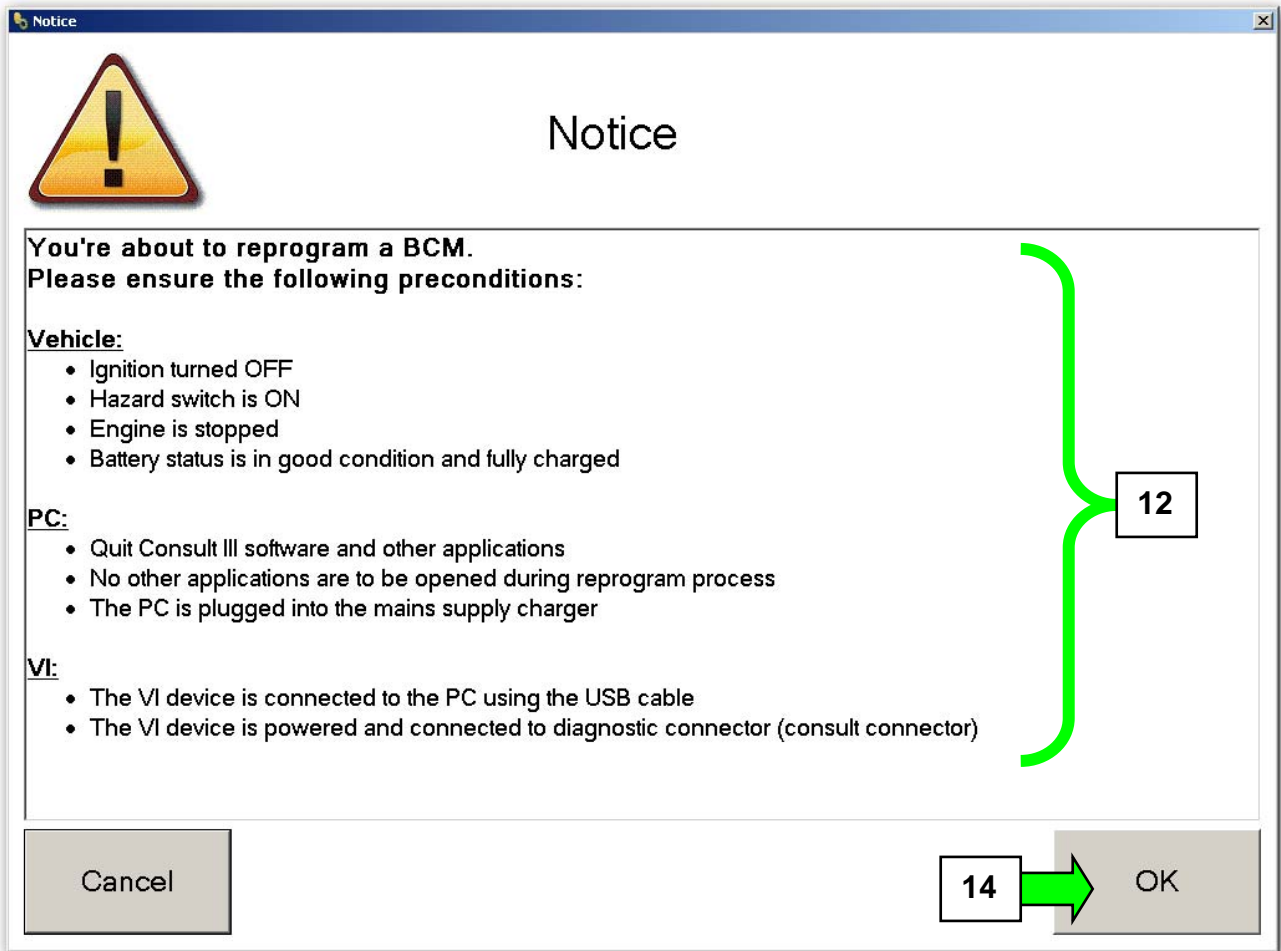 Notice
Notice
You're about to reprogram a BCM.
Please ensure the following preconditions:
Vehicle:
• Ignition turned OFF
• Hazard switch is ON
• Engine is stopped
• Battery status is in good condition and fully charged
12
PC:
• Quit Consult III software and other applications
• No other applications are to be opened during reprogram process
• The PC is plugged into the mains supply charger
VI:
• The VI device is connected to the PC using the USB cable
• The VI device is powered and connected to diagnostic connector (consult connector)
Cancel
14
OK